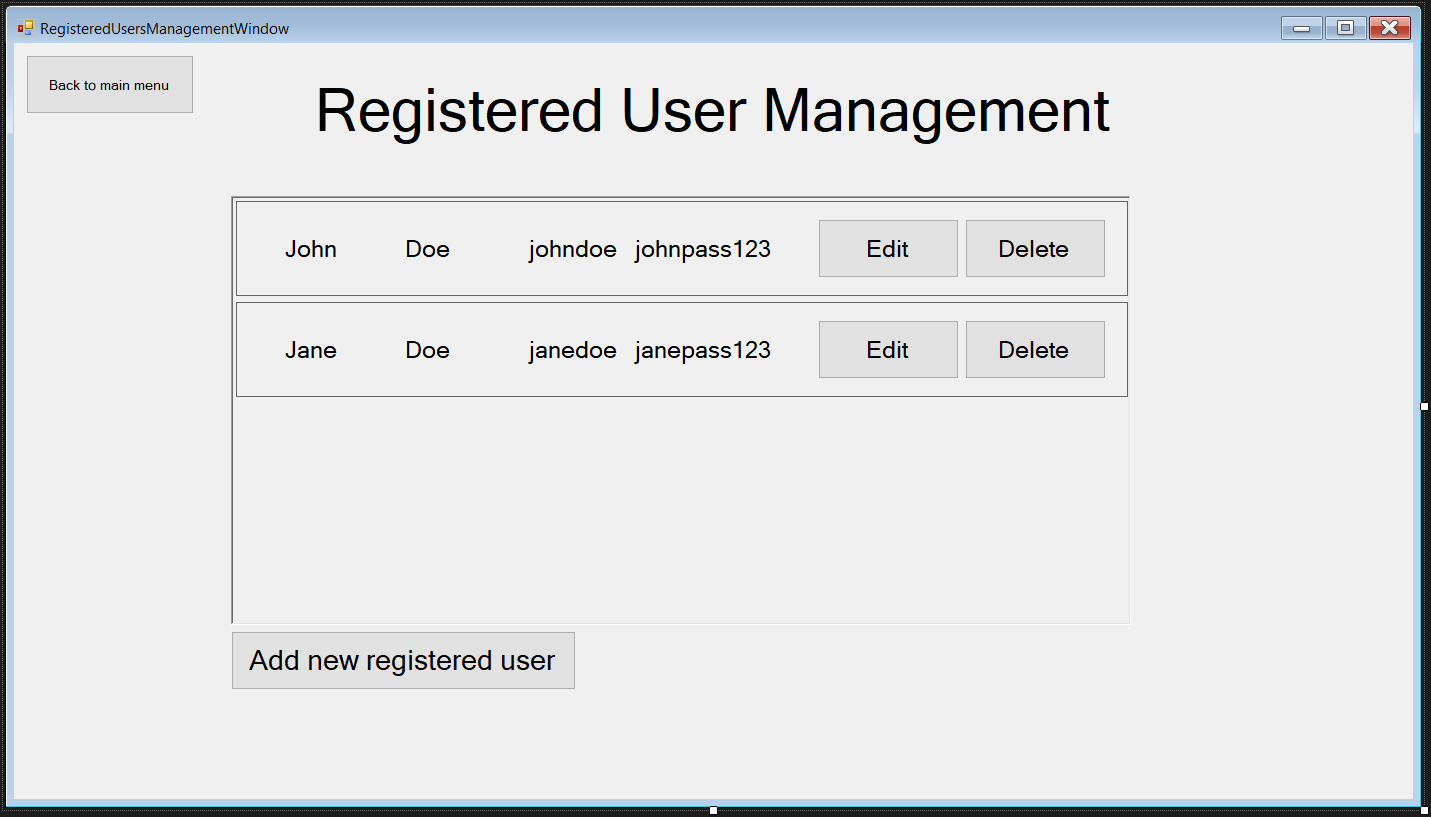 RegisteredUsersManagementWindow
Back to main menu
Registered User Management
John Doe johndoe johnpass123 Edit Delete
Jane Doe janedoe janepass123 Edit Delete
Add new registered user